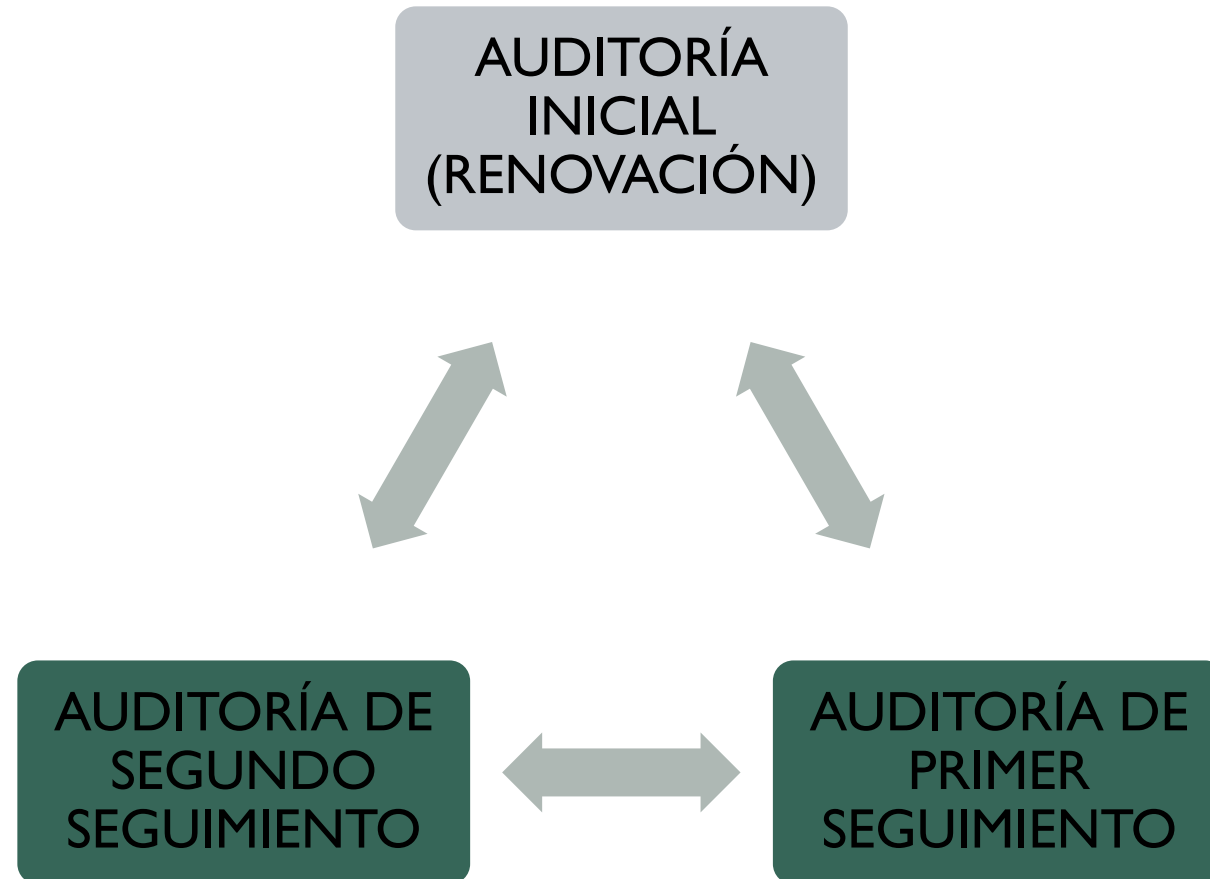 AUDITORÍA
INICIAL
(RENOVACIÓN)
AUDITORÍA DE
SEGUNDO
SEGUIMIENTO
AUDITORÍA DE
PRIMER
SEGUIMIENTO